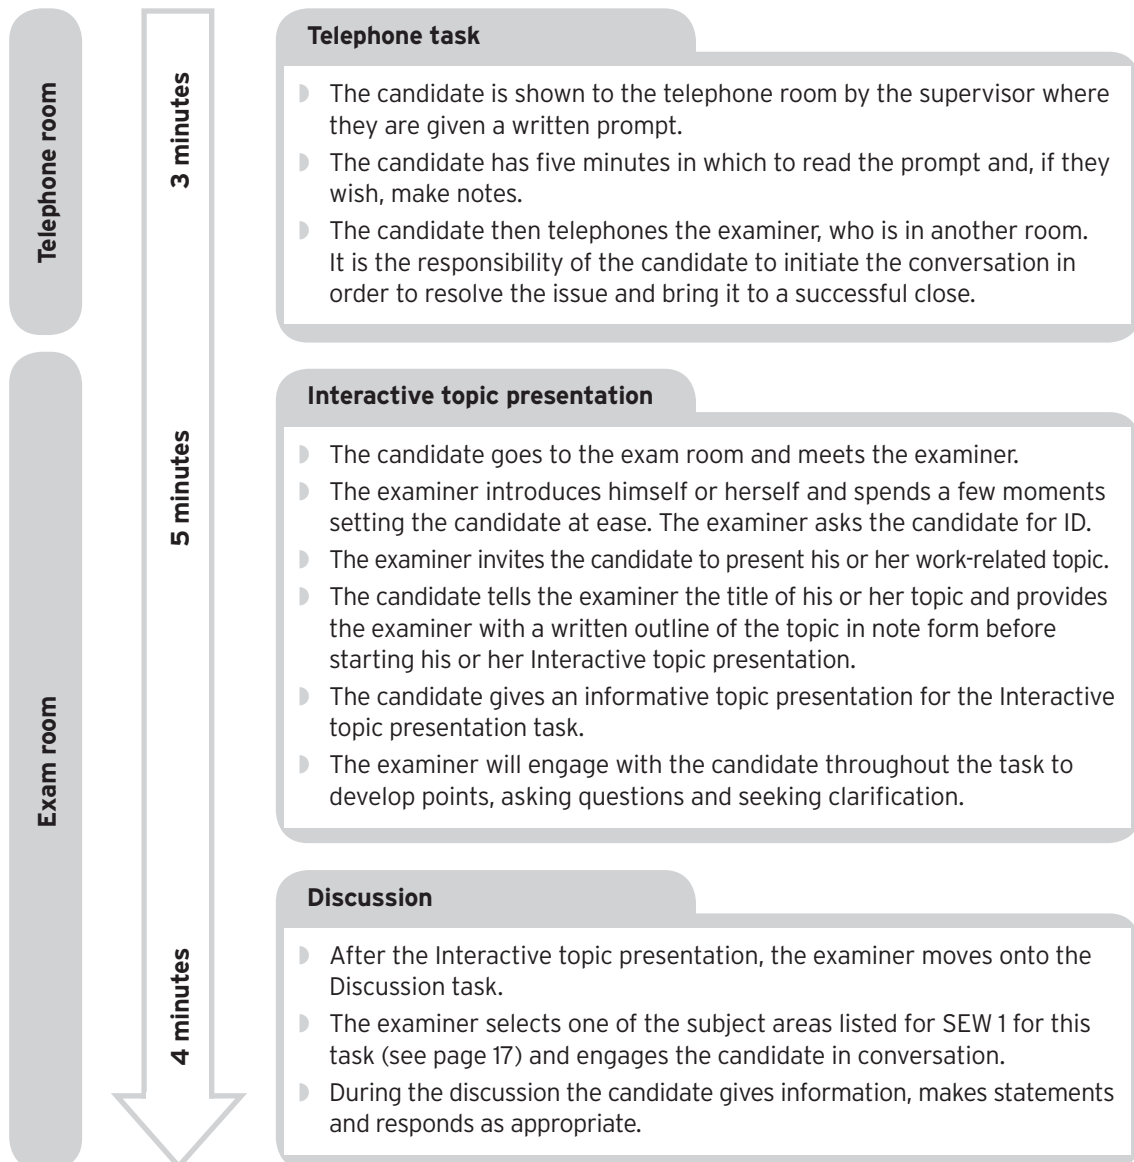 Telephone room
3 minutes
Telephone task
The candidate is shown to the telephone room by the supervisor where
they are given a written prompt.
The candidate has five minutes in which to read the prompt and, if they
wish, make notes.
The candidate then telephones the examiner, who is in another room.
It is the responsibility of the candidate to initiate the conversation in
order to resolve the issue and bring it to a successful close.
Exam room
5 minutes
Interactive topic presentation
The candidate goes to the exam room and meets the examiner.
The examiner introduces himself or herself and spends a few moments
setting the candidate at ease. The examiner asks the candidate for ID.
The examiner invites the candidate to present his or her work-related topic.
The candidate tells the examiner the title of his or her topic and provides
the examiner with a written outline of the topic in note form before
starting his or her Interactive topic presentation.
The candidate gives an informative topic presentation for the Interactive
topic presentation task.
The examiner will engage with the candidate throughout the task to
develop points, asking questions and seeking clarification.
4 minutes
Discussion
After the Interactive topic presentation, the examiner moves onto the
Discussion task.
The examiner selects one of the subject areas listed for SEW 1 for this
task (see page 17) and engages the candidate in conversation.
During the discussion the candidate gives information, makes statements
and responds as appropriate.